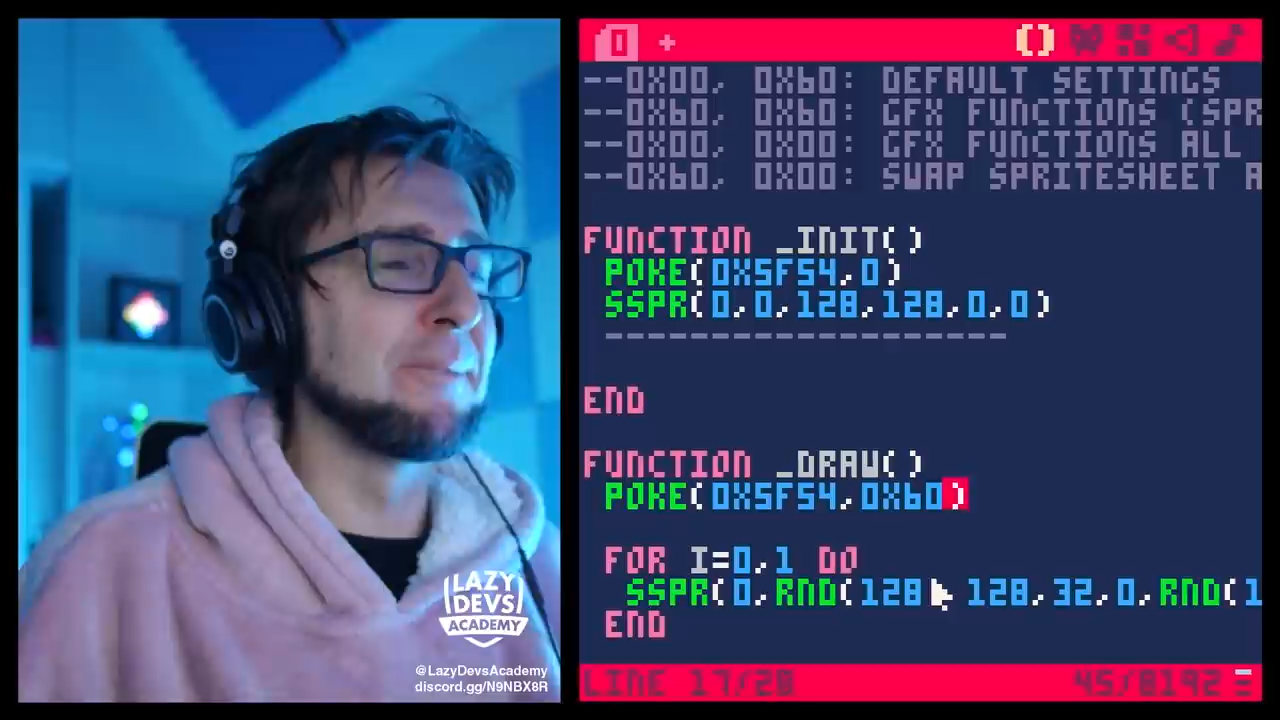 LAZY
DEVS
ACADEMY
@LazyDevsAcademy
discord.gg/N9NBX8R
0 +
--0X00, 0X60: DEFAULT SETTINGS
--0X60, 0X60: GFX FUNCTIONS (SPR
--0X00, 0X00: GFX FUNCTIONS ALL
--0X60, 0X00: SWAP SPRITESHEET A
FUNCTION _INIT()
POKE(0X5F54,0)
SSPR(0,0,128,128,0,0)
-------------------
END
FUNCTION _DRAW()
POKE(0X5F54,0X60)
FOR I=0,1 DO
SSPR(0,RND(128 128,32,0,RND(1
END
LINE 17/28 45/8192